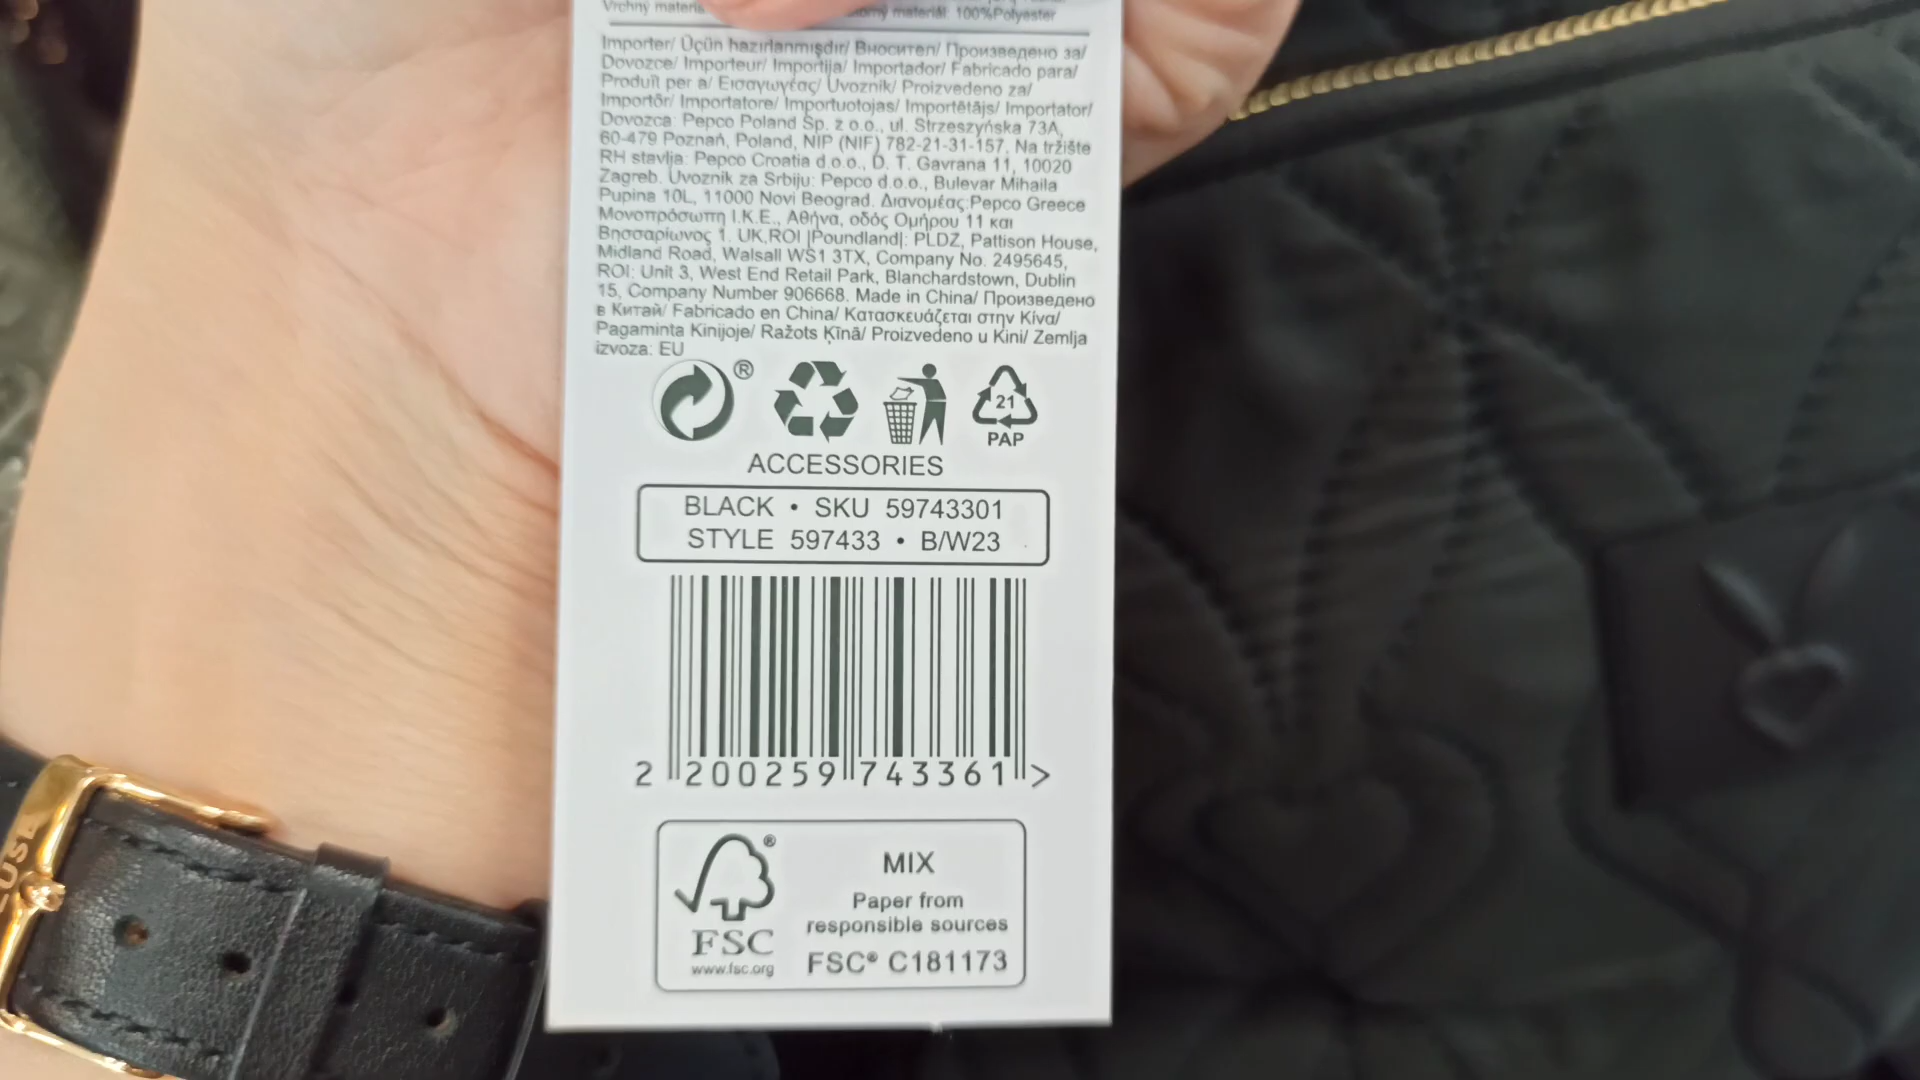 Vrchný materiál 100%Polyester
Importer/ Üçün hazırlanmışdır/ Вносител/ Произведено за/
Dovozce/ Importeur/ Importija/ Importador/ Fabricado para/
Produït per a/ Εισαγωγέας/ Uvoznik/ Proizvedeno za/
Importőr/ Importatore/ Importuotojas/ Importētājs/ Importator/
Dovozca: Pepco Poland Sp. z o.o., ul. Strzeszyńska 73A,
60-479 Poznań, Poland, NIP (NIF) 782-21-31-157. Na tržište
RH stavlja: Pepco Croatia d.o.o., D. T. Gavrana 11, 10020
Zagreb. Uvoznik za Srbiju: Pepco d.o.o., Bulevar Mihaila
Pupina 10L, 11000 Novi Beograd. Διανομέας:Pepco Greece
Μονοπρόσωπη Ι.Κ.Ε., Αθήνα, οδός Ομήρου 11 και
Βησσαρίωνος 1. UK,ROI |Poundland|: PLDZ, Pattison House,
Midland Road, Walsall WS1 3TX, Company No. 2495645,
ROI: Unit 3, West End Retail Park, Blanchardstown, Dublin
15, Company Number 906668. Made in China/ Произведено
в Китай/ Fabricado en China/ Κατασκευάζεται στην Κίνα/
Pagaminta Kinijoje/ Ražots Ķīnā/ Proizvedeno u Kini/ Zemlja
izvoza: EU
®
21
PAP
ACCESSORIES
BLACK • SKU 59743301
STYLE 597433 • B/W23
2 200259 743361 >
®
MIX
Paper from
responsible sources
FSC
www.fsc.org
FSC® C181173